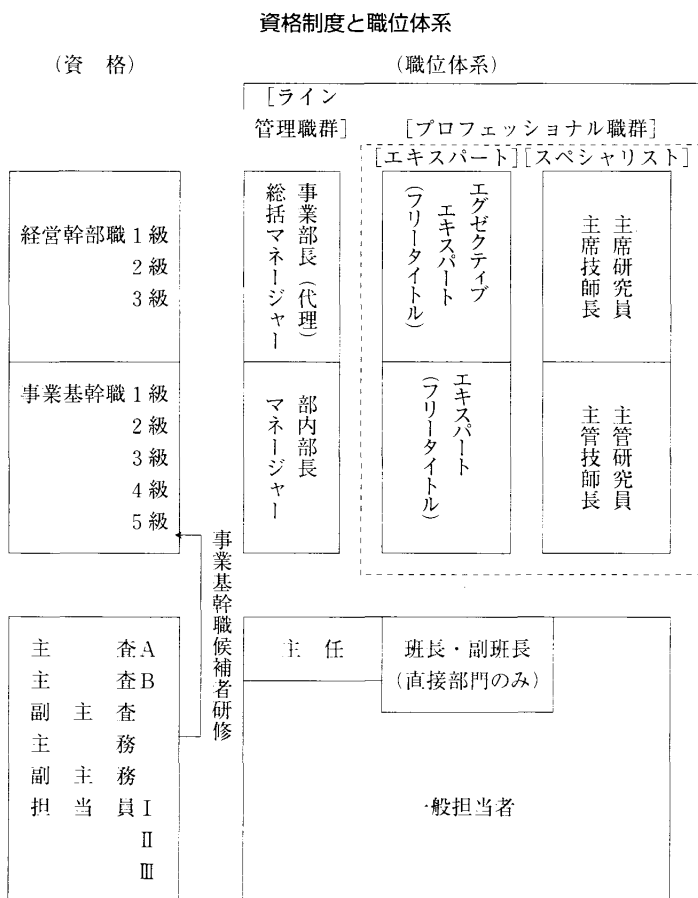 資格制度と職位体系
(資 格)
(職位体系)
[ライン
管理職群]
[プロフェッショナル職群]
[エキスパート]
[スペシャリスト]
経営幹部職1級
2級
3級
事業部長(代理)
総括マネージャー
エグゼクティブ
エキスパート
(フリータイトル)
主席研究員
主席技師長
事業基幹職1級
2級
3級
4級
5級
部内部長
マネージャー
エキスパート
(フリータイトル)
主管研究員
主管技師長
事業基幹職候補者研修
主 査A
主 査B
副 主 査
主 務
副 主 務
担 当 員Ⅰ
Ⅱ
Ⅲ
主 任
班長・副班長
(直接部門のみ)
一般担当者